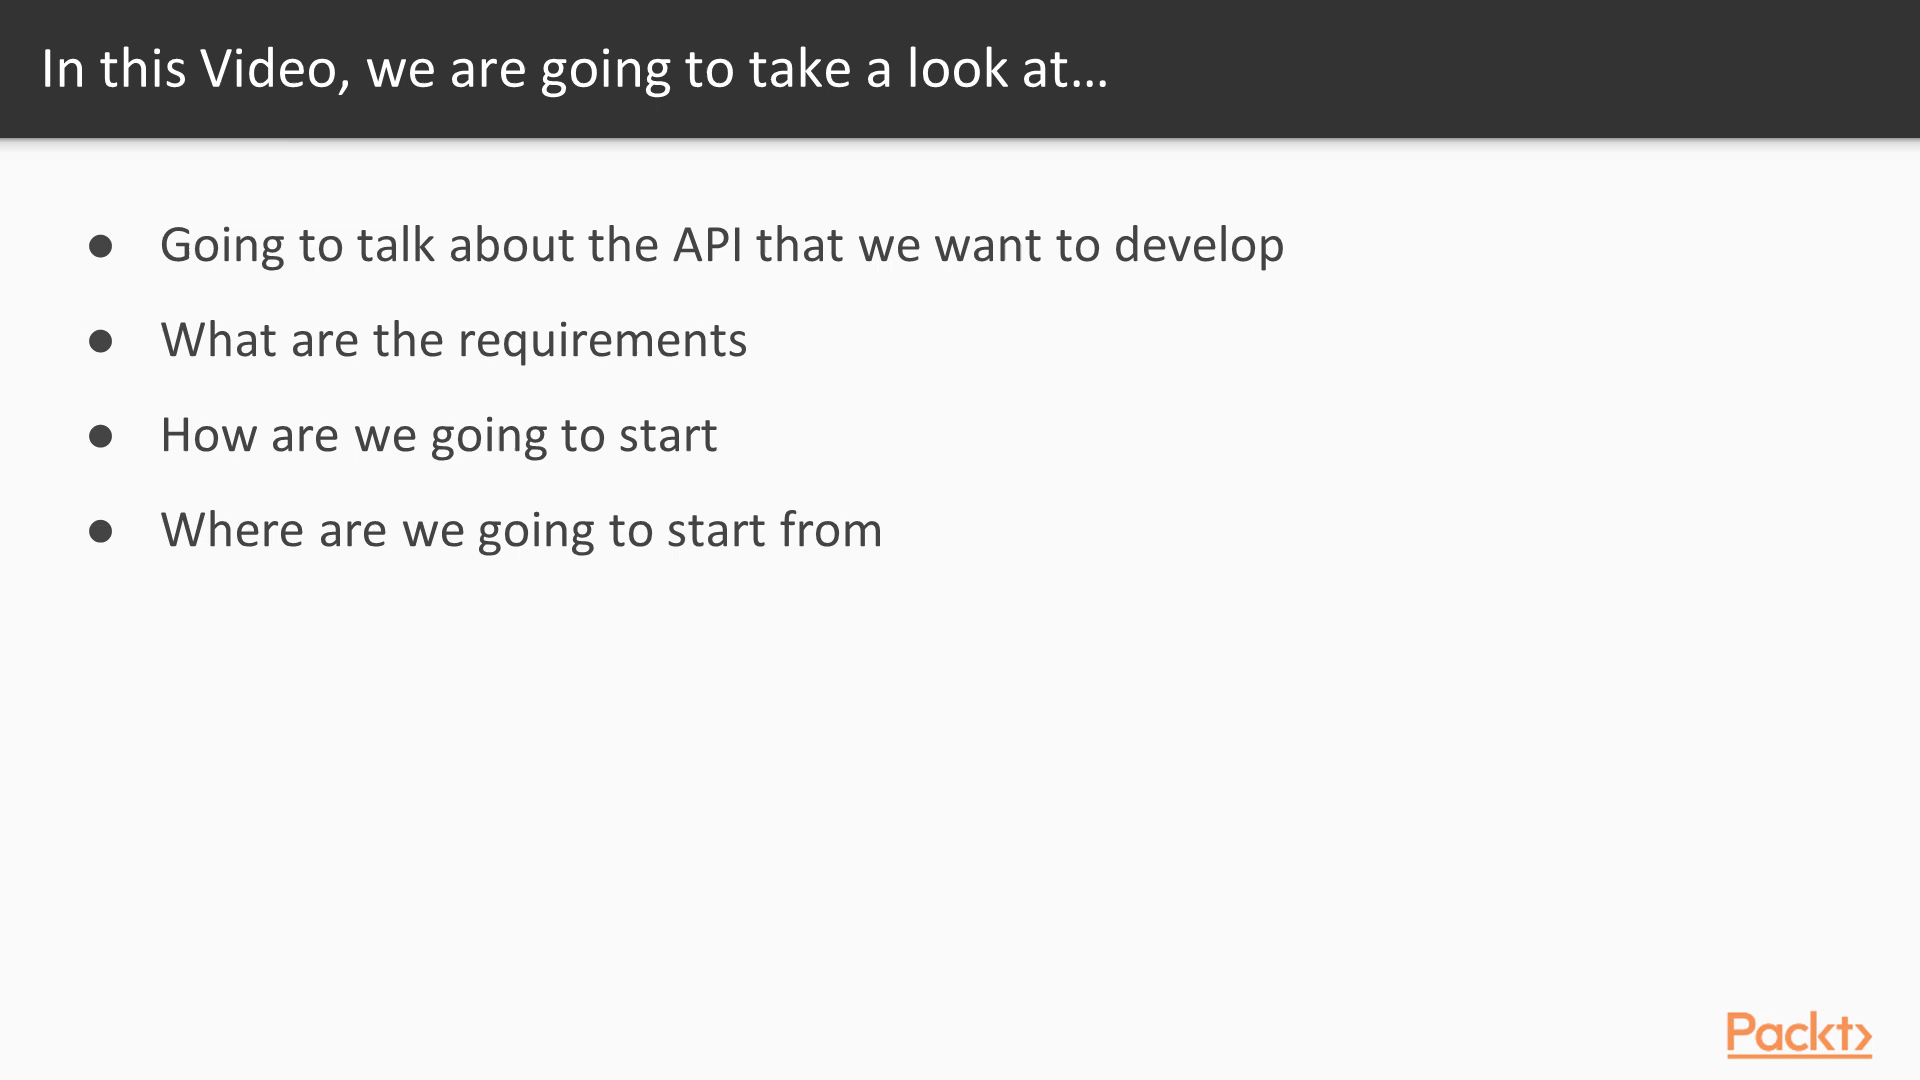 In this Video, we are going to take a look at...
● Going to talk about the API that we want to develop
● What are the requirements
● How are we going to start
● Where are we going to start from
Packt>